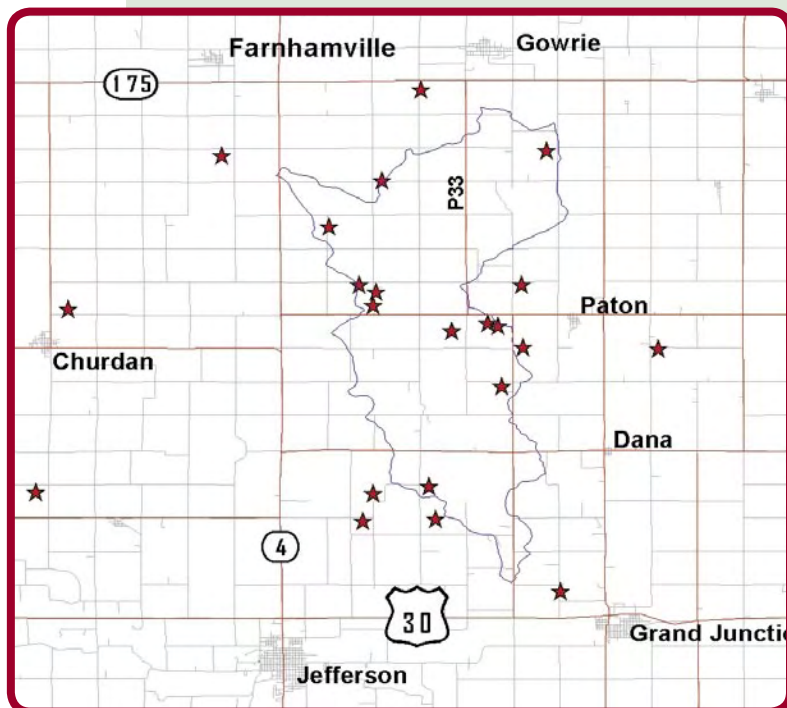 Farnhamville
Gowrie
175
P33
Paton
Churdan
Dana
4
30
Grand Junctio
Jefferson